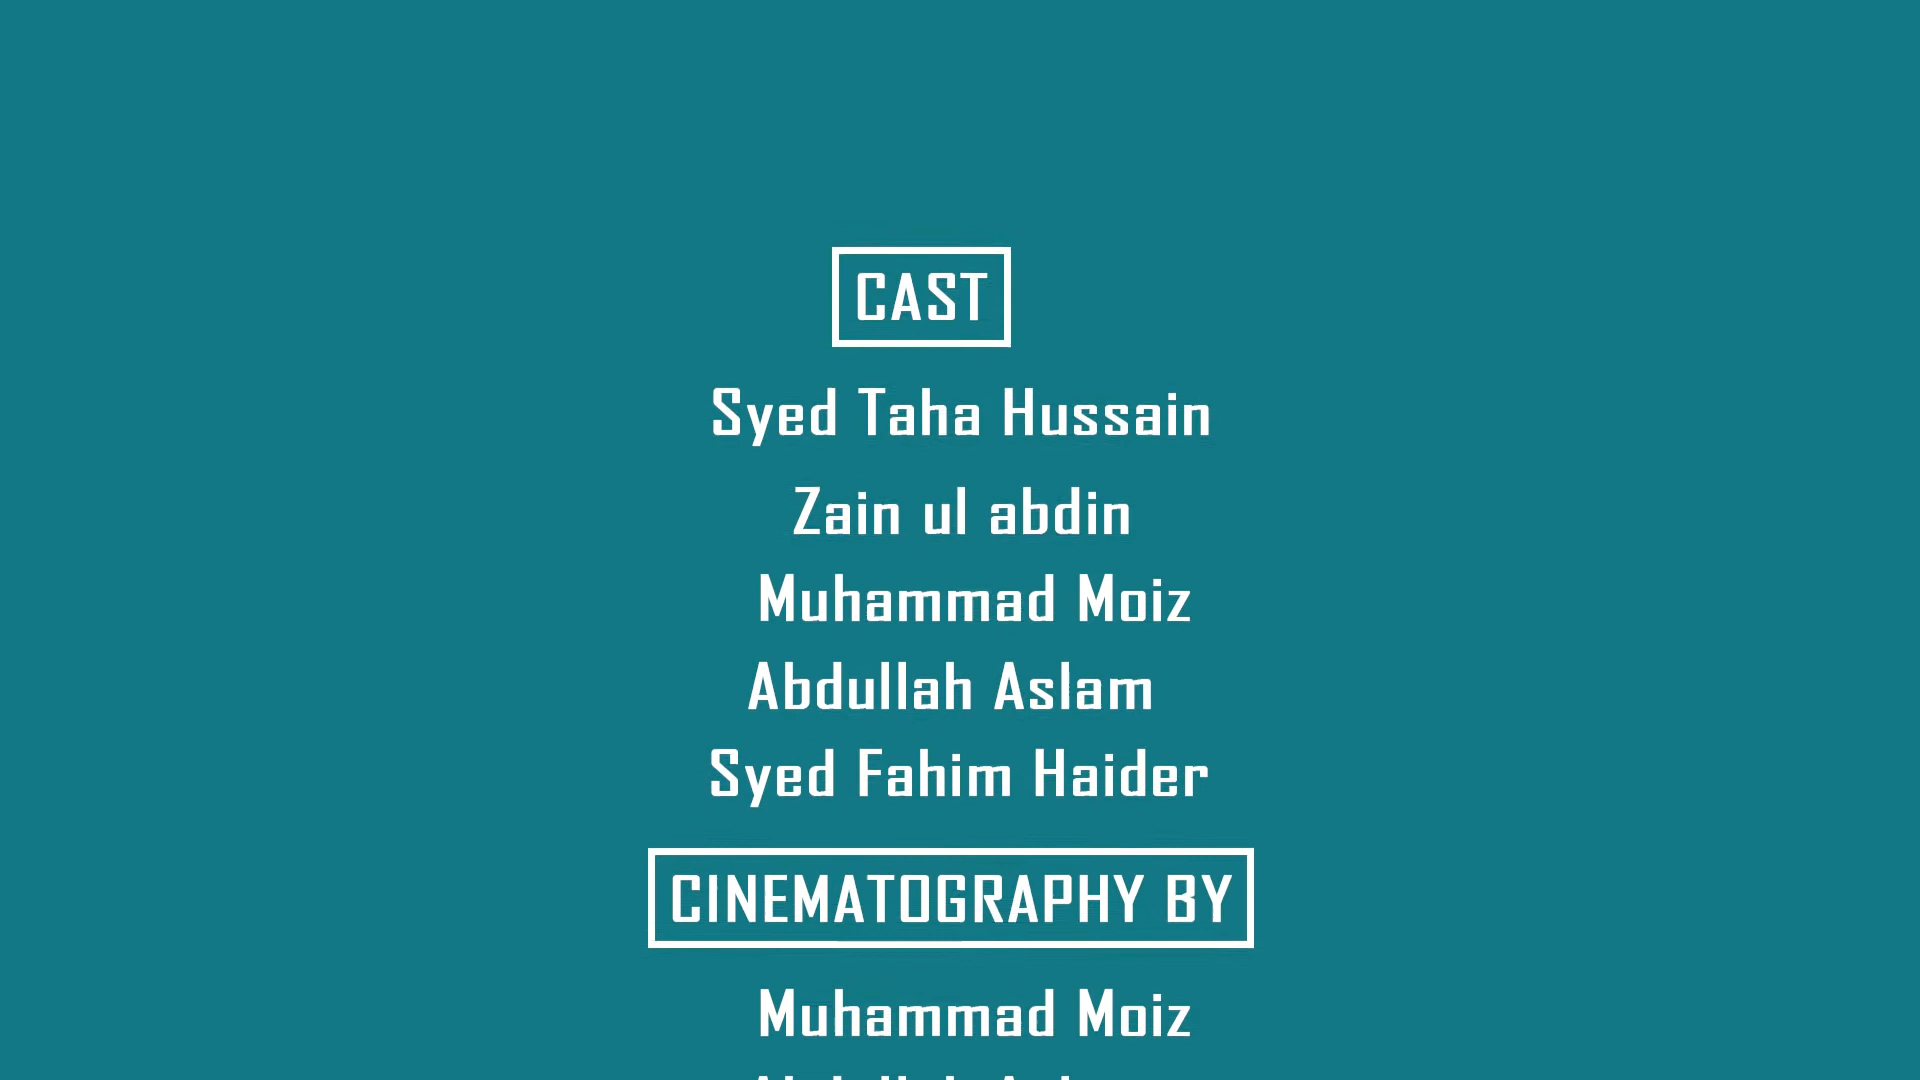 CAST
Syed Taha Hussain
Zain ul abdin
Muhammad Moiz
Abdullah Aslam
Syed Fahim Haider
CINEMATOGRAPHY BY
Muhammad Moiz